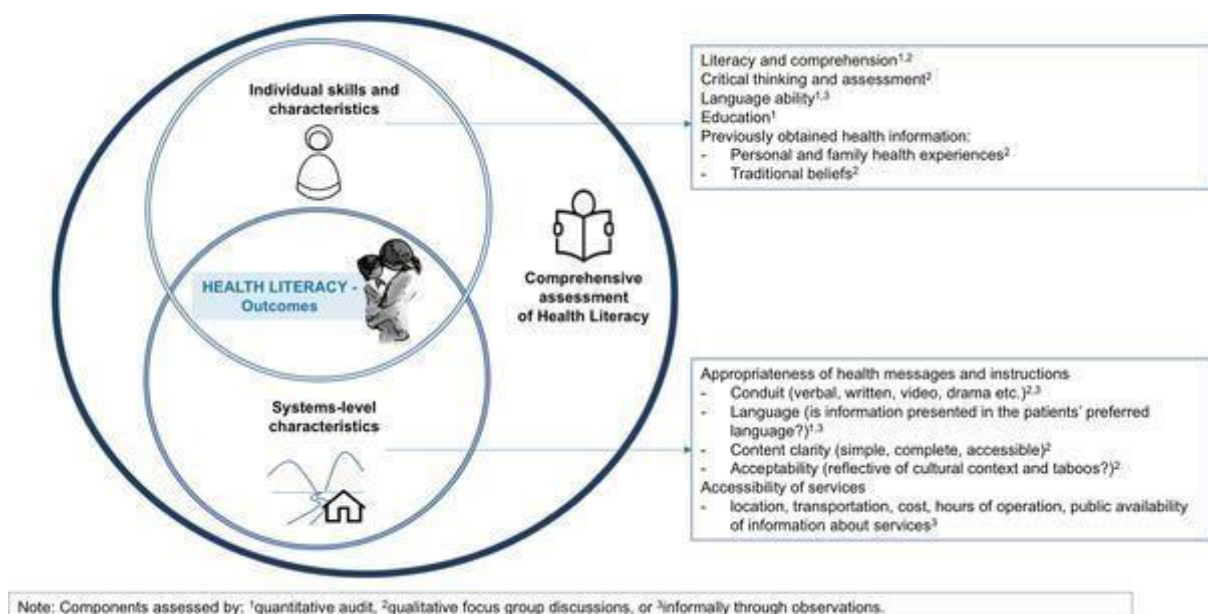 Individual skills and
characteristics
HEALTH LITERACY -
Outcomes
Systems-level
characteristics
Comprehensive
assessment
of Health Literacy
Literacy and comprehension¹,²
Critical thinking and assessment²
Language ability¹,³
Education¹
Previously obtained health information:
- Personal and family health experiences²
- Traditional beliefs²
Appropriateness of health messages and instructions
- Conduit (verbal, written, video, drama etc.)²,³
- Language (is information presented in the patients' preferred
language?)¹,³
- Content clarity (simple, complete, accessible)²
- Acceptability (reflective of cultural context and taboos?)²
Accessibility of services
- location, transportation, cost, hours of operation, public availability
of information about services³
Note: Components assessed by: ¹quantitative audit, ²qualitative focus group discussions, or ³informally through observations.